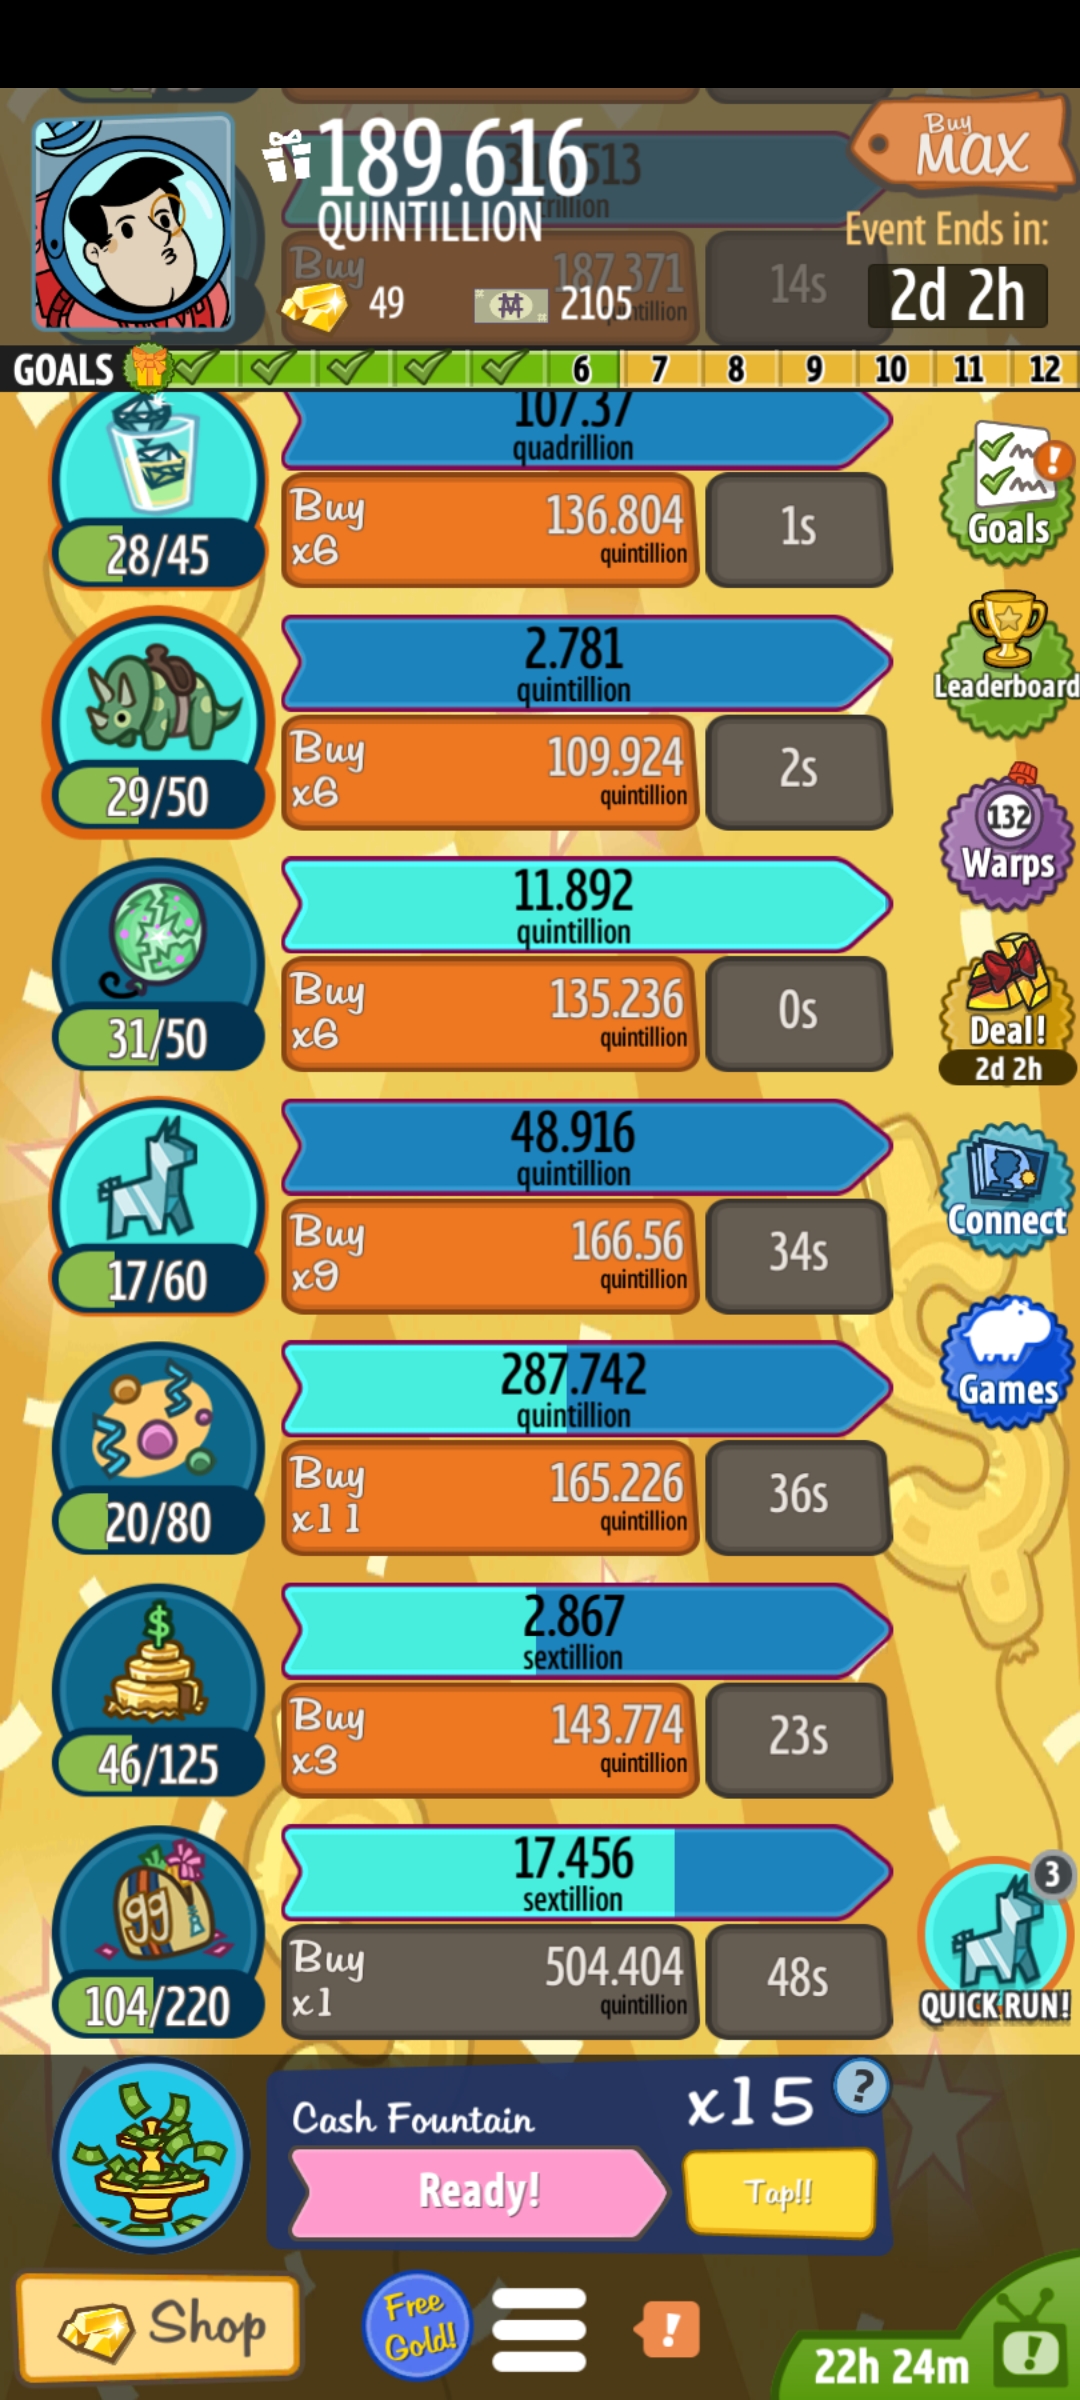 189.616
QUINTILLION
49
2105
Buy
MAX
Event Ends in:
2d 2h
Buy
187.371
14s
GOALS
6
7
8
9
10
11
12
107.37
quadrillion
28/45
Buy
x6
136.804
quintillion
1s
Goals
2.781
quintillion
29/50
Buy
x6
109.924
quintillion
2s
Leaderboard
11.892
quintillion
31/50
Buy
x6
135.236
quintillion
0s
132
Warps
Deal!
2d 2h
48.916
quintillion
17/60
Buy
x9
166.56
quintillion
34s
Connect
287.742
quintillion
20/80
Buy
x11
165.226
quintillion
36s
Games
$
2.867
sextillion
46/125
Buy
x3
143.774
quintillion
23s
gg
17.456
sextillion
104/220
Buy
x1
504.404
quintillion
48s
3
QUICK RUN!
Cash Fountain
x15
?
Ready!
Tap!!
Shop
Free
Gold!
!
22h 24m
!